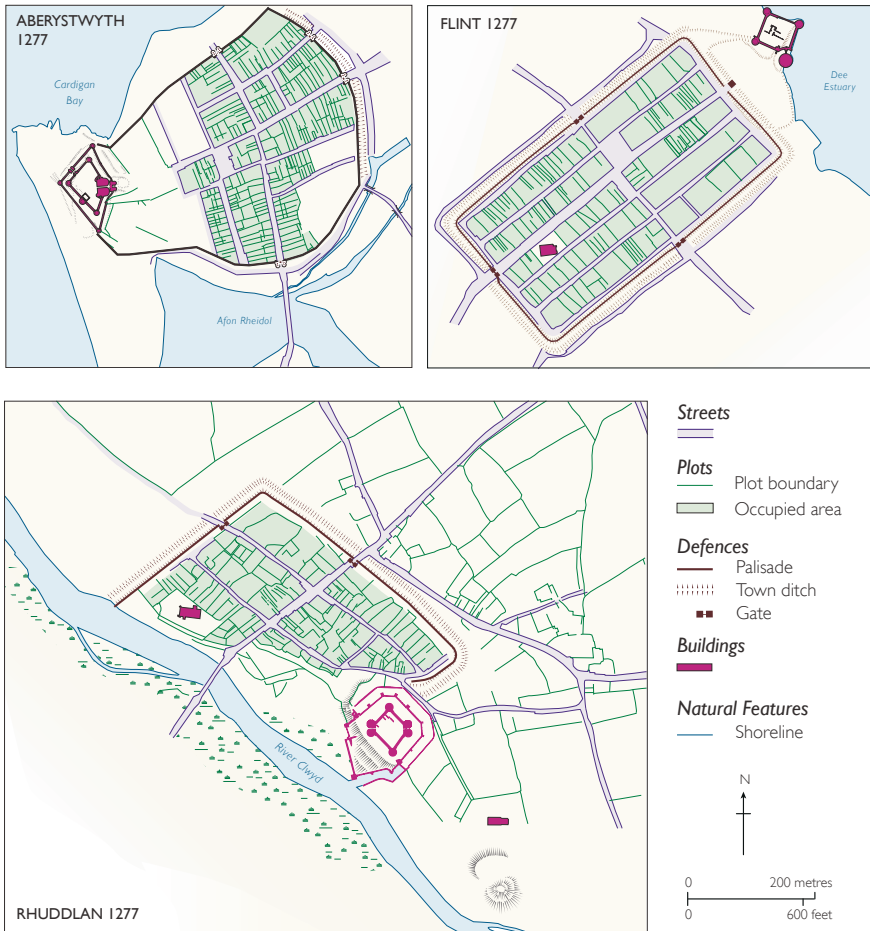 ABERYSTWYTH
1277
Cardigan
Bay
Afon Rheidol
FLINT 1277
Dee
Estuary
River Clwyd
RHUDDLAN 1277
Streets
Plots
Plot boundary
Occupied area
Defences
Palisade
Town ditch
Gate
Buildings
Natural Features
Shoreline
N
0 200 metres
0 600 feet